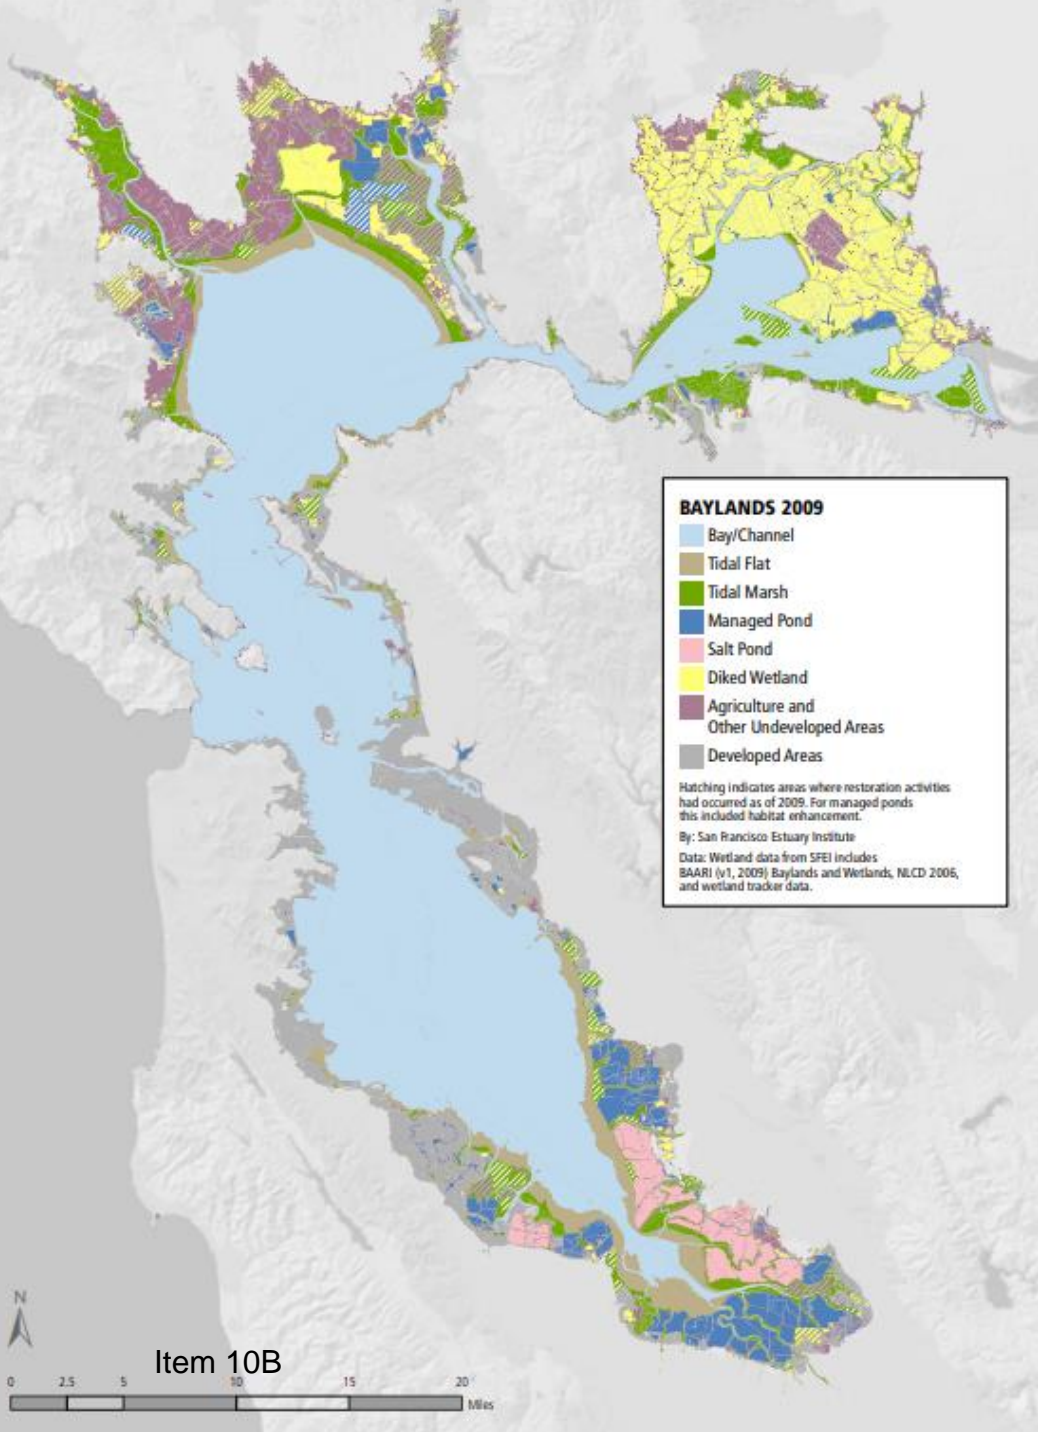 BAYLANDS 2009
Bay/Channel
Tidal Flat
Tidal Marsh
Managed Pond
Salt Pond
Diked Wetland
Agriculture and
Other Undeveloped Areas
Developed Areas
Hatching indicates areas where restoration activities
had occurred as of 2009. For managed ponds
this included habitat enhancement.
By: San Francisco Estuary Institute
Data: Wetland data from SFEI includes
BAARI (v1, 2009) Baylands and Wetlands, NLCD 2006,
and wetland tracker data.
N
Item 10B
0 2.5 5 10 15 20
Miles